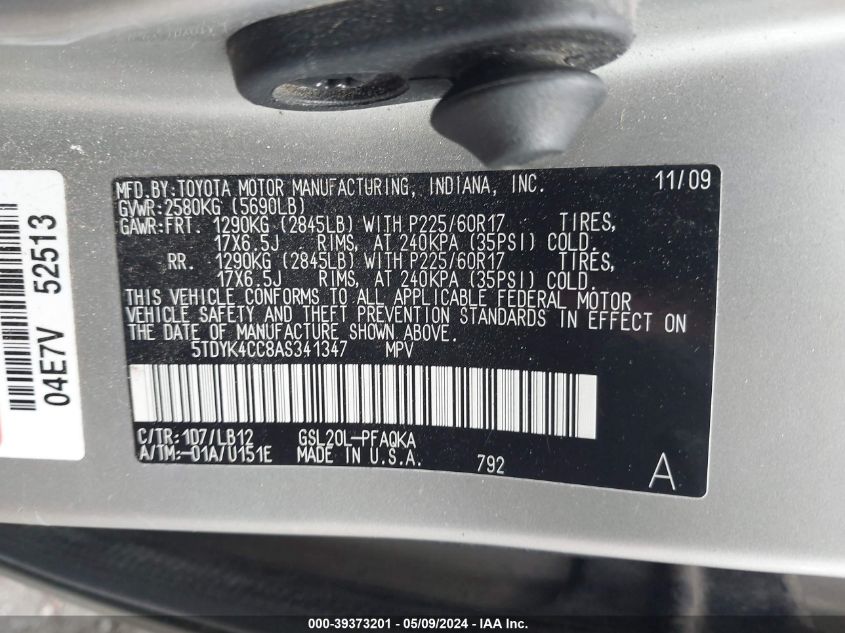 04E7V 52513
MFD.BY:TOYOTA MOTOR MANUFACTURING, INDIANA, INC. 11/09
GVWR:2580KG (5690LB)
GAWR:FRT. 1290KG (2845LB) WITH P225/60R17 TIRES,
17X6.5J RIMS, AT 240KPA (35PSI) COLD.
RR. 1290KG (2845LB) WITH P225/60R17 TIRES,
17X6.5J RIMS, AT 240KPA (35PSI) COLD.
THIS VEHICLE CONFORMS TO ALL APPLICABLE FEDERAL MOTOR
VEHICLE SAFETY AND THEFT PREVENTION STANDARDS IN EFFECT ON
THE DATE OF MANUFACTURE SHOWN ABOVE.
5TDYK4CC8AS341347 MPV
C/TR:1D7/LB12 GSL20L-PFAQKA
A/TM:-01A/U151E MADE IN U.S.A. 792 A
000-39373201 - 05/09/2024 - IAA Inc.